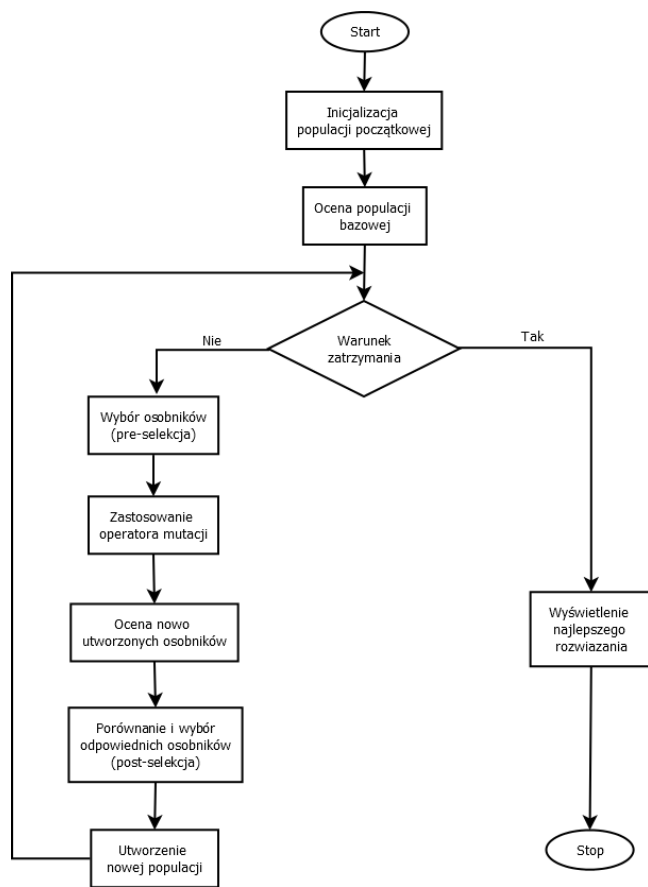 Start
Inicjalizacja
populacji początkowej
Ocena populacji
bazowej
Warunek
zatrzymania
Nie
Tak
Wybór osobników
(pre-selekcja)
Zastosowanie
operatora mutacji
Ocena nowo
utworzonych osobników
Porównanie i wybór
odpowiednich osobników
(post-selekcja)
Utworzenie
nowej populacji
Wyświetlenie
najlepszego
rozwiazania
Stop